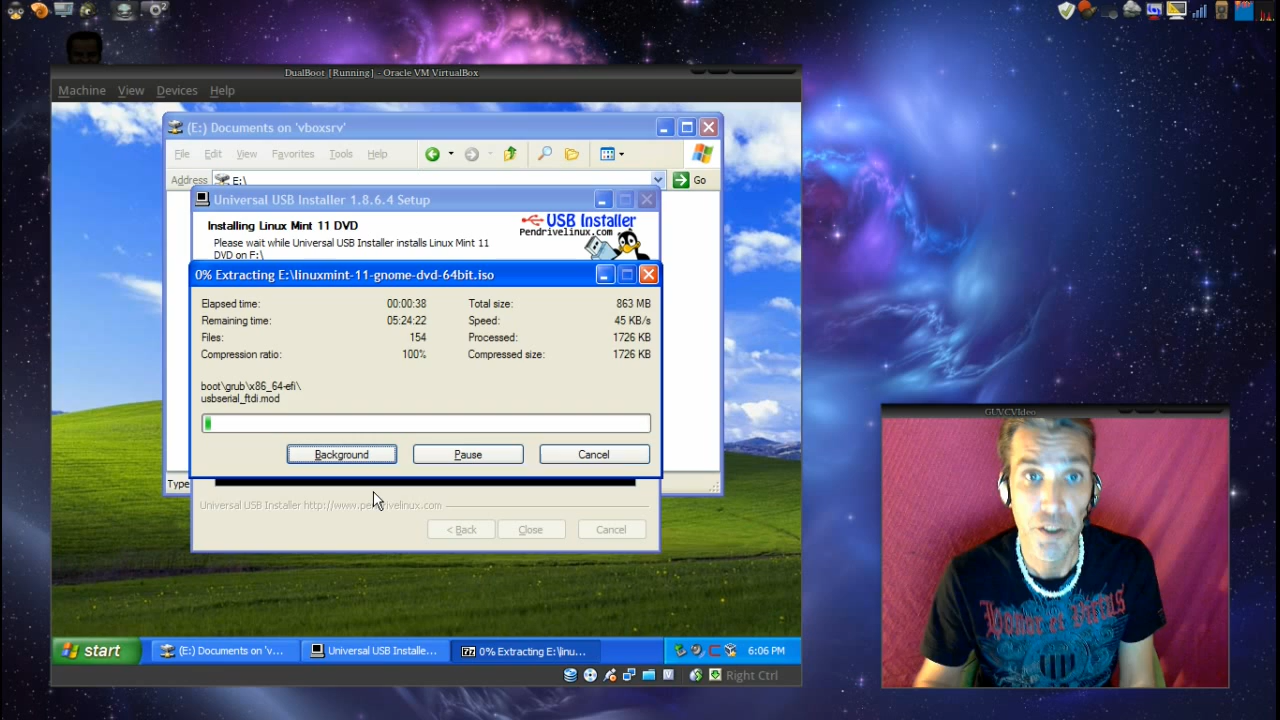 DualBoot [Running] - Oracle VM VirtualBox
Machine View Devices Help
(E:) Documents on 'vboxsrv'
File Edit View Favorites Tools Help
Address E:\ Go
Universal USB Installer 1.8.6.4 Setup
Installing Linux Mint 11 DVD
Please wait while Universal USB Installer installs Linux Mint 11
DVD on F:\
USB Installer
Pendrivelinux.com
0% Extracting E:\linuxmint-11-gnome-dvd-64bit.iso
Elapsed time: 00:00:38 Total size: 863 MB
Remaining time: 05:24:22 Speed: 45 KB/s
Files: 154 Processed: 1726 KB
Compression ratio: 100% Compressed size: 1726 KB
boot\grub\x86_64-efi\
usbserial_ftdi.mod
Background Pause Cancel
Type
Universal USB Installer http://www.pendrivelinux.com
< Back Close Cancel
start (E:) Documents on 'v... Universal USB Installe... 7z 0% Extracting E:\linu... 6:06 PM
Right Ctrl
GUVCVideo